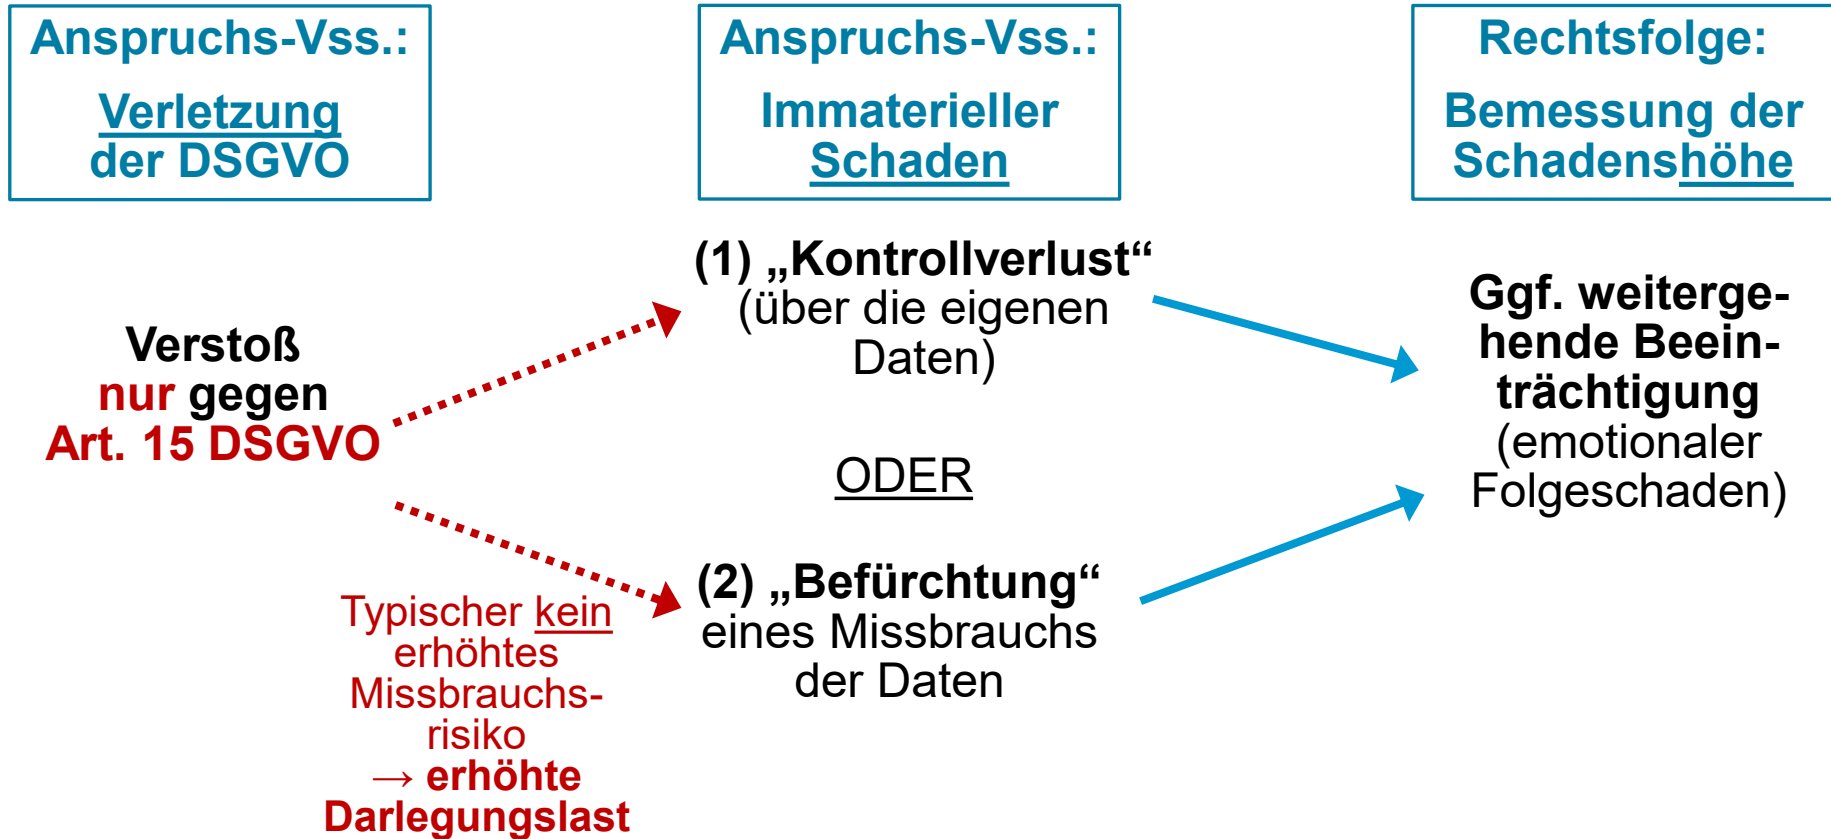 Anspruchs-Vss.:
Verletzung
der DSGVO
Anspruchs-Vss.:
Immaterieller
Schaden
Rechtsfolge:
Bemessung der
Schadenshöhe
Verstoß
nur gegen
Art. 15 DSGVO
(1) „Kontrollverlust“
(über die eigenen
Daten)
ODER
(2) „Befürchtung“
eines Missbrauchs
der Daten
Typischer kein
erhöhtes
Missbrauchs-
risiko
→ erhöhte
Darlegungslast
Ggf. weiterge-
hende Beein-
trächtigung
(emotionaler
Folgeschaden)